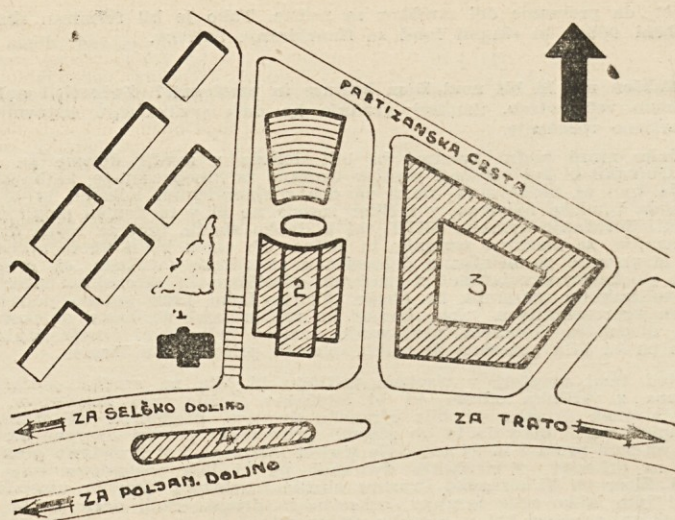 PARTIZANSKA CESTA
1
2
3
ZA SELŠKO DOLINO
ZA TRATO
4
ZA POLJAN. DOLINO